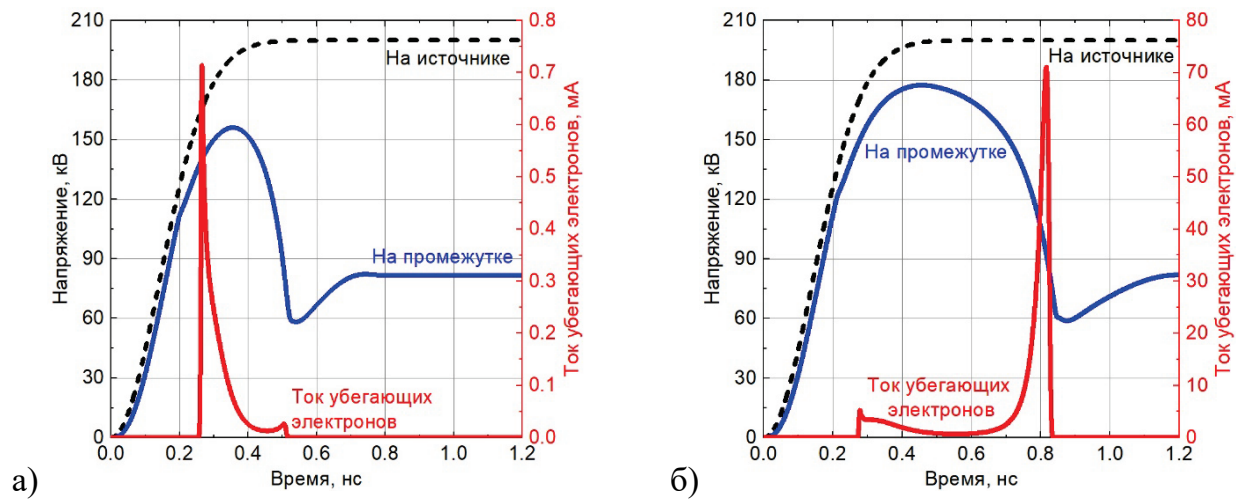 210
180
150
120
90
60
30
0
Напряжение, кВ
На источнике
На промежутке
Ток убегающих
электронов
0.8
0.7
0.6
0.5
0.4
0.3
0.2
0.1
0.0
Ток убегающих электронов, мА
0.0 0.2 0.4 0.6 0.8 1.0 1.2
Время, нс
а)
210
180
150
120
90
60
30
0
Напряжение, кВ
На источнике
На промежутке
Ток убегающих
электронов
80
70
60
50
40
30
20
10
0
Ток убегающих электронов, мА
0.0 0.2 0.4 0.6 0.8 1.0 1.2
Время, нс
б)